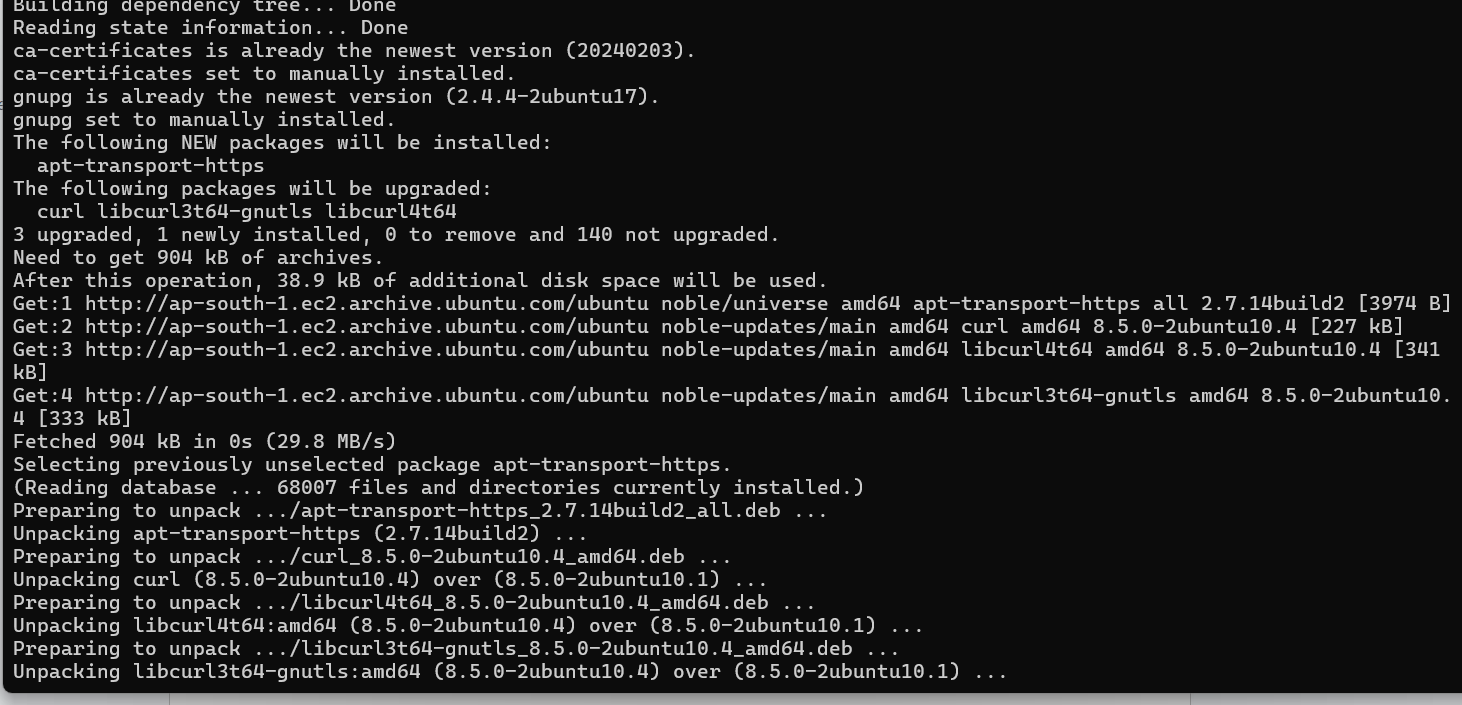 Building dependency tree... Done
Reading state information... Done
ca-certificates is already the newest version (20240203).
ca-certificates set to manually installed.
gnupg is already the newest version (2.4.4-2ubuntu17).
gnupg set to manually installed.
The following NEW packages will be installed:
  apt-transport-https
The following packages will be upgraded:
  curl libcurl3t64-gnutls libcurl4t64
3 upgraded, 1 newly installed, 0 to remove and 140 not upgraded.
Need to get 904 kB of archives.
After this operation, 38.9 kB of additional disk space will be used.
Get:1 http://ap-south-1.ec2.archive.ubuntu.com/ubuntu noble/universe amd64 apt-transport-https all 2.7.14build2 [3974 B]
Get:2 http://ap-south-1.ec2.archive.ubuntu.com/ubuntu noble-updates/main amd64 curl amd64 8.5.0-2ubuntu10.4 [227 kB]
Get:3 http://ap-south-1.ec2.archive.ubuntu.com/ubuntu noble-updates/main amd64 libcurl4t64 amd64 8.5.0-2ubuntu10.4 [341
kB]
Get:4 http://ap-south-1.ec2.archive.ubuntu.com/ubuntu noble-updates/main amd64 libcurl3t64-gnutls amd64 8.5.0-2ubuntu10.
4 [333 kB]
Fetched 904 kB in 0s (29.8 MB/s)
Selecting previously unselected package apt-transport-https.
(Reading database ... 68007 files and directories currently installed.)
Preparing to unpack .../apt-transport-https_2.7.14build2_all.deb ...
Unpacking apt-transport-https (2.7.14build2) ...
Preparing to unpack .../curl_8.5.0-2ubuntu10.4_amd64.deb ...
Unpacking curl (8.5.0-2ubuntu10.4) over (8.5.0-2ubuntu10.1) ...
Preparing to unpack .../libcurl4t64_8.5.0-2ubuntu10.4_amd64.deb ...
Unpacking libcurl4t64:amd64 (8.5.0-2ubuntu10.4) over (8.5.0-2ubuntu10.1) ...
Preparing to unpack .../libcurl3t64-gnutls_8.5.0-2ubuntu10.4_amd64.deb ...
Unpacking libcurl3t64-gnutls:amd64 (8.5.0-2ubuntu10.4) over (8.5.0-2ubuntu10.1) ...